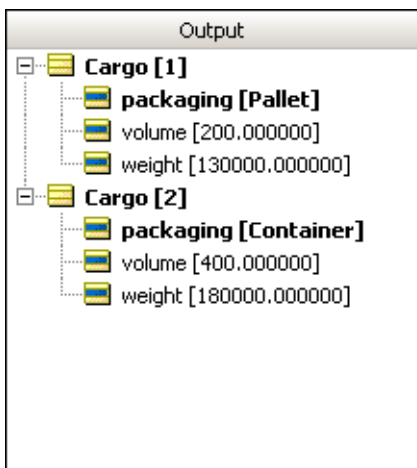 Output
Cargo [1]
packaging [Pallet]
volume [200.000000]
weight [130000.000000]
Cargo [2]
packaging [Container]
volume [400.000000]
weight [180000.000000]